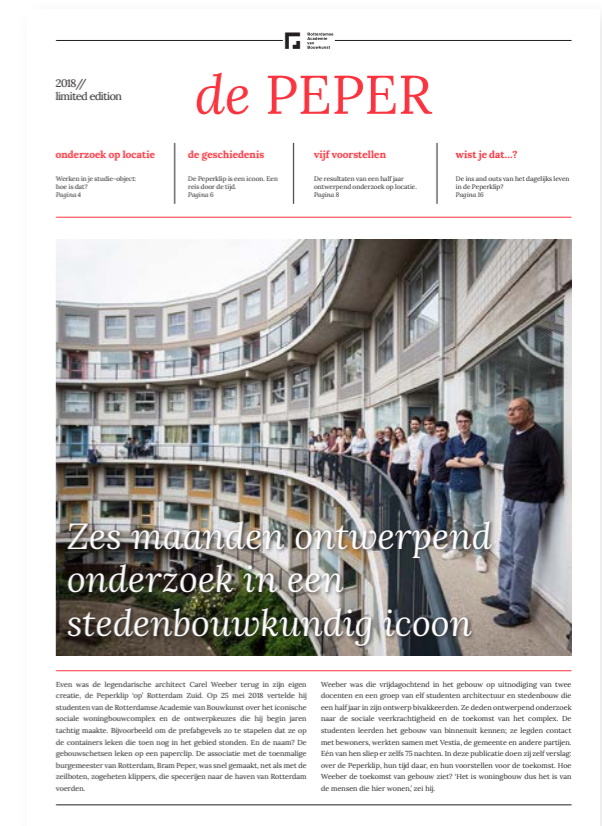 Rotterdamse
Academie
van
Bouwkunst
2018//
limited edition
de PEPER
onderzoek op locatie
Werken in je studie-object:
hoe is dat?
Pagina 4
de geschiedenis
De Peperklip is een icoon. Een
reis door de tijd.
Pagina 6
vijf voorstellen
De resultaten van een half jaar
ontwerpend onderzoek op locatie.
Pagina 8
wist je dat...?
De ins and outs van het dagelijks leven
in de Peperklip?
Pagina 16
Zes maanden ontwerpend
onderzoek in een
stedenbouwkundig icoon
Even was de legendarische architect Carel Weeber terug in zijn eigen
creatie, de Peperklip 'op' Rotterdam Zuid. Op 25 mei 2018 vertelde hij
studenten van de Rotterdamse Academie van Bouwkunst over het iconische
sociale woningbouwcomplex en de ontwerpkeuzes die hij begin jaren
tachtig maakte. Bijvoorbeeld om de prefabgevels zo te stapelen dat ze op
de containers leken die toen nog in het gebied stonden. En de naam? De
gebouwschetsen leken op een paperclip. De associatie met de toenmalige
burgemeester van Rotterdam, Bram Peper, was snel gemaakt, net als met de
zeilboten, zogeheten klippers, die specerijen naar de haven van Rotterdam
voerden.
Weeber was die vrijdagochtend in het gebouw op uitnodiging van twee
docenten en een groep van elf studenten architectuur en stedenbouw die
een half jaar in zijn ontwerp bivakkeerden. Ze deden ontwerpend onderzoek
naar de sociale veerkrachtigheid en de toekomst van het complex. De
studenten leerden het gebouw van binnenuit kennen; ze legden contact
met bewoners, werkten samen met Vestia, de gemeente en andere partijen.
Eén van hen sliep er zelfs 75 nachten. In deze publicatie doen zij zelf verslag:
over de Peperklip, hun tijd daar, en hun voorstellen voor de toekomst. Hoe
Weeber de toekomst van gebouw ziet? 'Het is woningbouw dus het is van
de mensen die hier wonen,' zei hij.